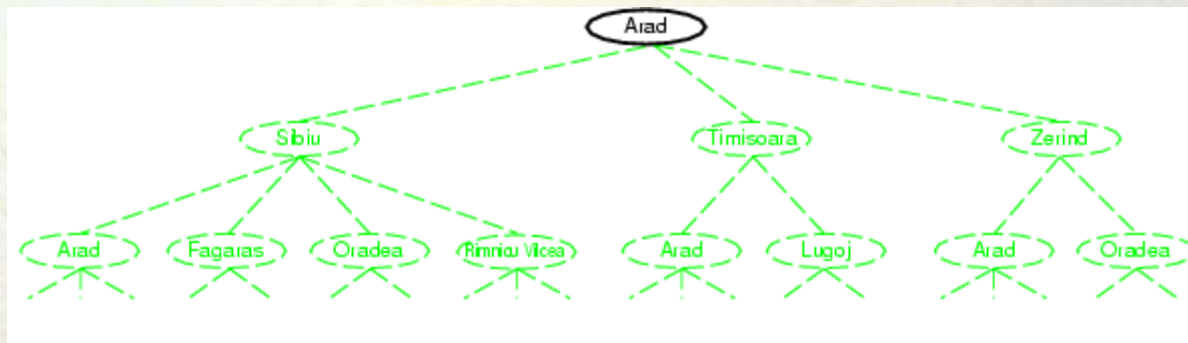 Arad
Sibiu Timisoara Zerind
Arad Fagaras Oradea Rimnicu Vilcea Arad Lugoj Arad Oradea